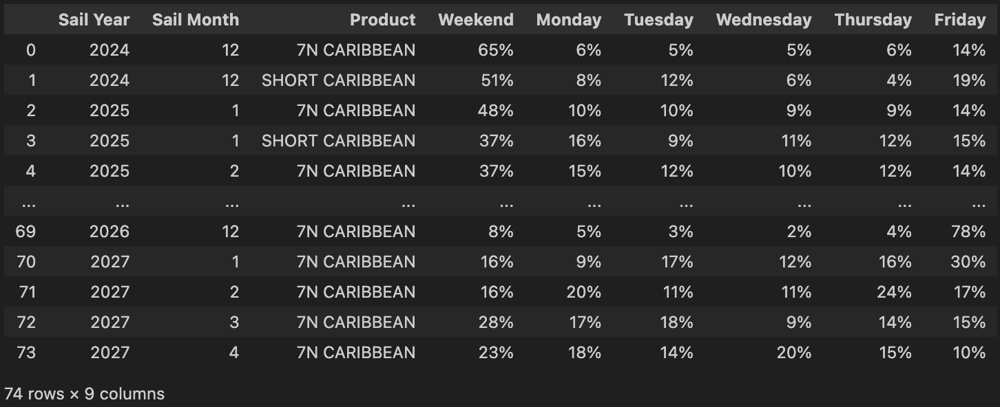 Sail Year Sail Month Product Weekend Monday Tuesday Wednesday Thursday Friday
0 2024 12 7N CARIBBEAN 65% 6% 5% 5% 6% 14%
1 2024 12 SHORT CARIBBEAN 51% 8% 12% 6% 4% 19%
2 2025 1 7N CARIBBEAN 48% 10% 10% 9% 9% 14%
3 2025 1 SHORT CARIBBEAN 37% 16% 9% 11% 12% 15%
4 2025 2 7N CARIBBEAN 37% 15% 12% 10% 12% 14%
... ... ... ... ... ... ... ... ... ...
69 2026 12 7N CARIBBEAN 8% 5% 3% 2% 4% 78%
70 2027 1 7N CARIBBEAN 16% 9% 17% 12% 16% 30%
71 2027 2 7N CARIBBEAN 16% 20% 11% 11% 24% 17%
72 2027 3 7N CARIBBEAN 28% 17% 18% 9% 14% 15%
73 2027 4 7N CARIBBEAN 23% 18% 14% 20% 15% 10%
74 rows × 9 columns